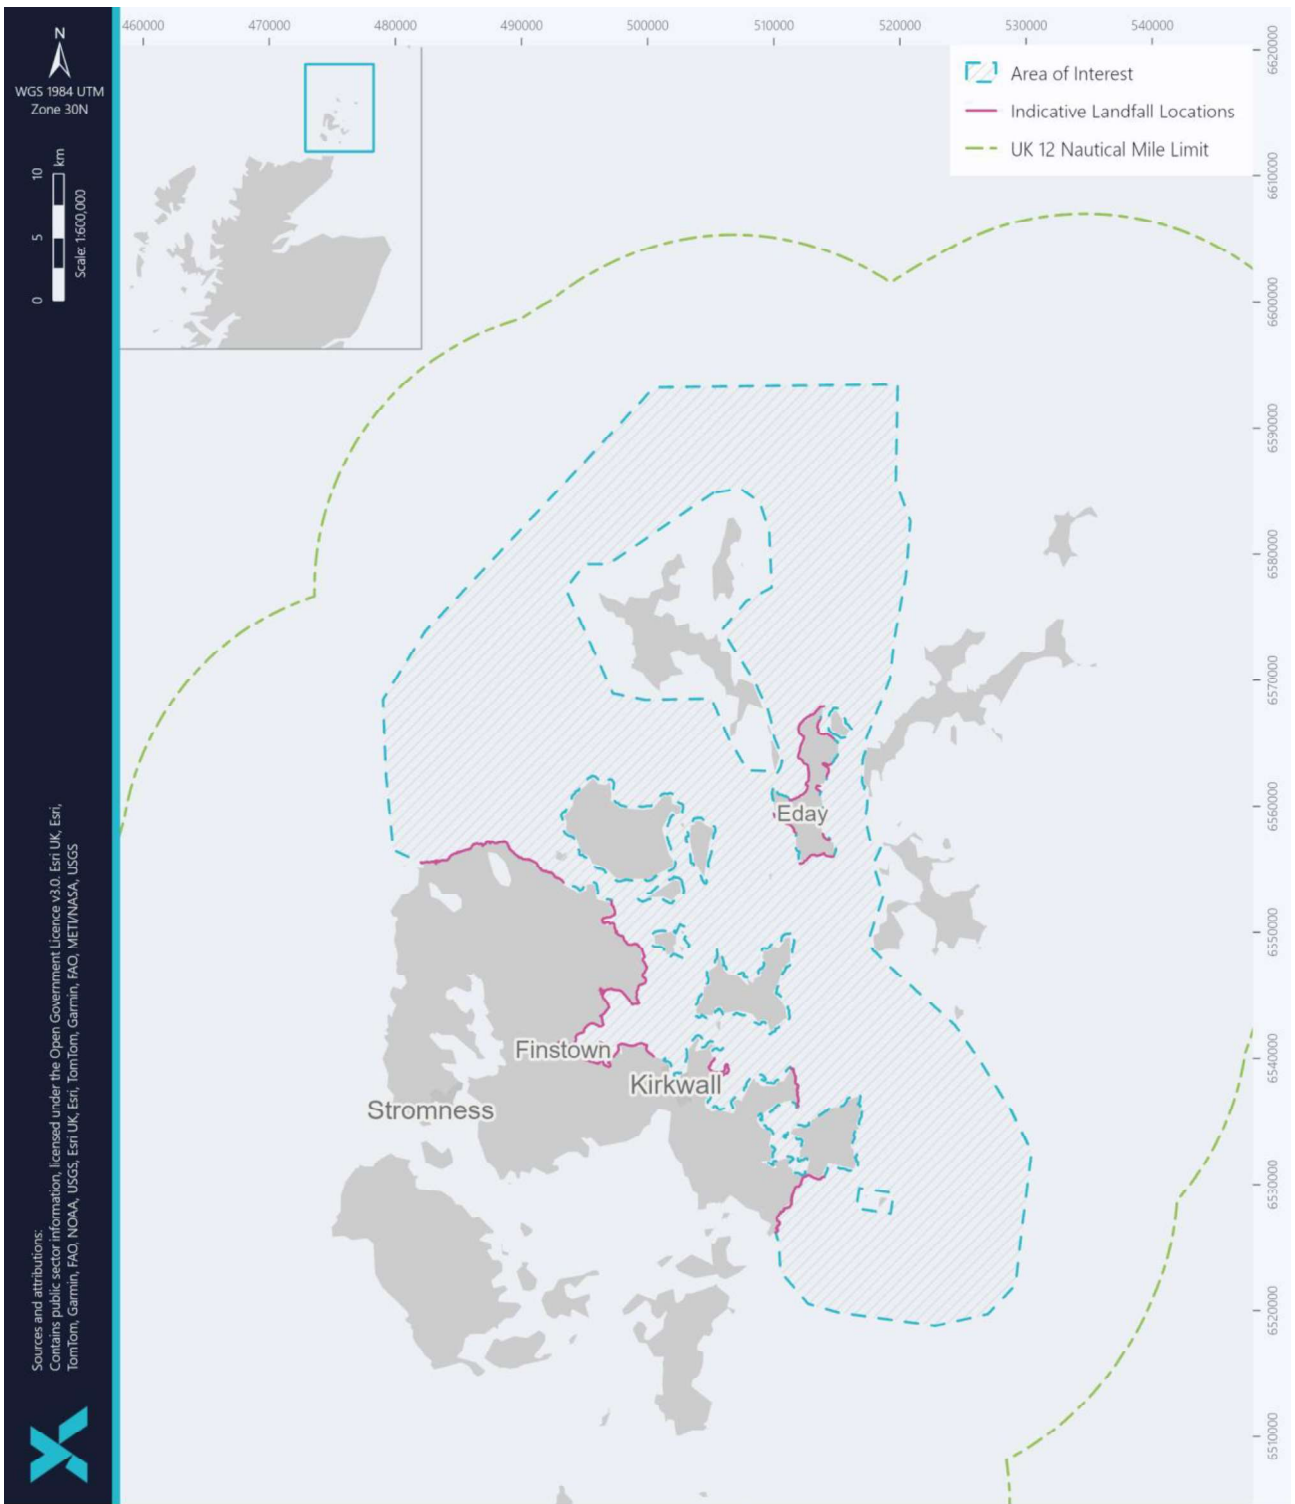 460000 470000 480000 490000 500000 510000 520000 530000 540000
N
WGS 1984 UTM
Zone 30N
0 5 10 km
Scale: 1:600,000
Area of Interest
Indicative Landfall Locations
UK 12 Nautical Mile Limit
6620000
6610000
6600000
6590000
6580000
6570000
6560000
6550000
6540000
6530000
6520000
6510000
Eday
Finstown
Kirkwall
Stromness
Sources and attributions:
Contains public sector information, licensed under the Open Government Licence v3.0. Esri UK, Esri,
TomTom, Garmin, FAO, NOAA, USGS, Esri UK, Esri, TomTom, Garmin, FAO, METI/NASA, USGS